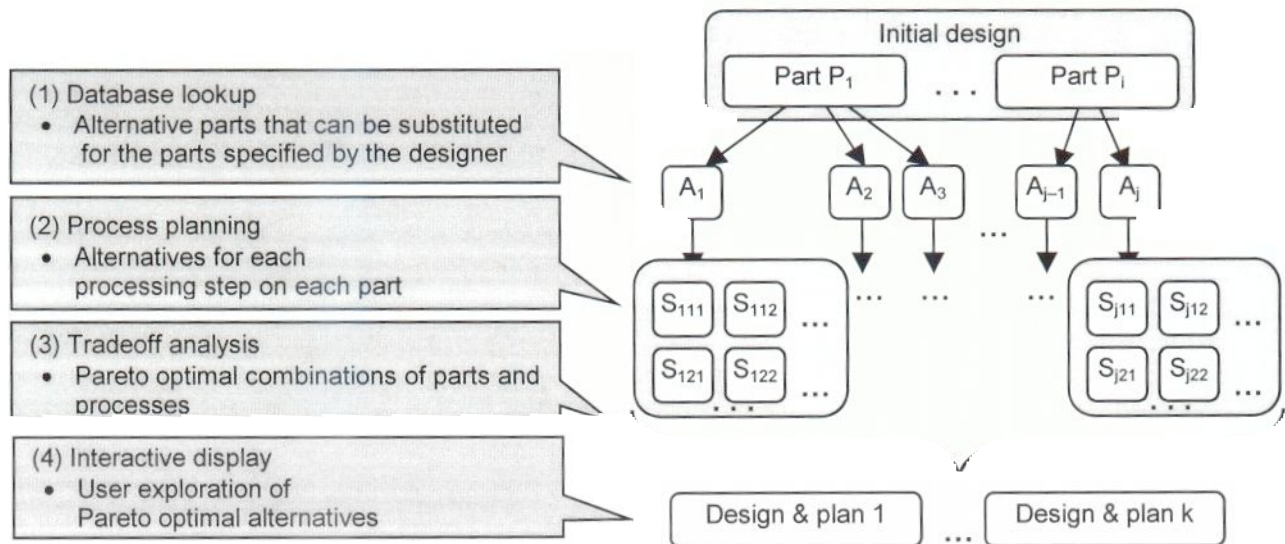 Initial design
Part P₁ ... Part Pᵢ
(1) Database lookup
• Alternative parts that can be substituted
for the parts specified by the designer
A₁ A₂ A₃ ... Aⱼ₋₁ Aⱼ
(2) Process planning
• Alternatives for each
processing step on each part
S₁₁₁ S₁₁₂ ...
S₁₂₁ S₁₂₂ ...
...
... ... ...
Sⱼ₁₁ Sⱼ₁₂ ...
Sⱼ₂₁ Sⱼ₂₂ ...
...
(3) Tradeoff analysis
• Pareto optimal combinations of parts and
processes
(4) Interactive display
• User exploration of
Pareto optimal alternatives
Design & plan 1 ... Design & plan k